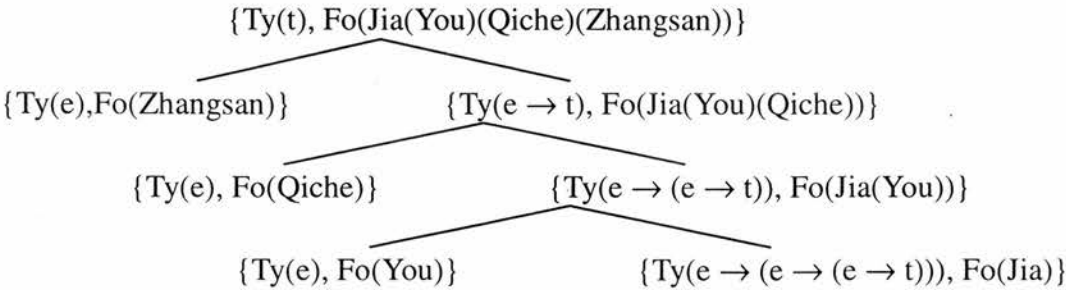 {Ty(t), Fo(Jia(You)(Qiche)(Zhangsan))}
{Ty(e),Fo(Zhangsan)} {Ty(e → t), Fo(Jia(You)(Qiche))}
{Ty(e), Fo(Qiche)} {Ty(e → (e → t)), Fo(Jia(You))}
{Ty(e), Fo(You)} {Ty(e → (e → (e → t))), Fo(Jia)}